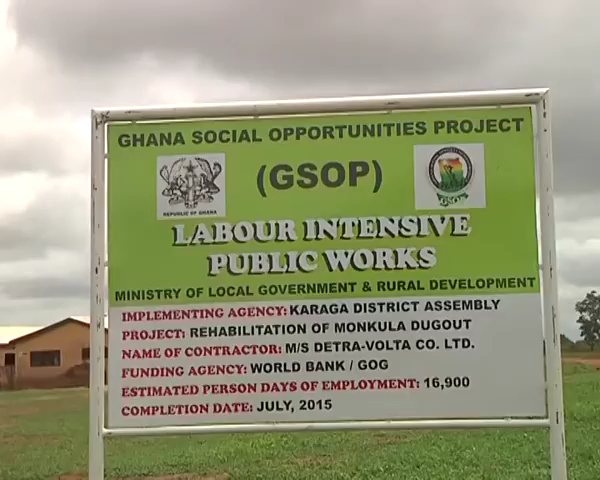 GHANA SOCIAL OPPORTUNITIES PROJECT
(GSOP)
REPUBLIC OF GHANA
GSOP
LABOUR INTENSIVE
PUBLIC WORKS
MINISTRY OF LOCAL GOVERNMENT & RURAL DEVELOPMENT
IMPLEMENTING AGENCY: KARAGA DISTRICT ASSEMBLY
PROJECT: REHABILITATION OF MONKULA DUGOUT
NAME OF CONTRACTOR: M/S DETRA-VOLTA CO. LTD.
FUNDING AGENCY: WORLD BANK / GOG
ESTIMATED PERSON DAYS OF EMPLOYMENT: 16,900
COMPLETION DATE: JULY, 2015